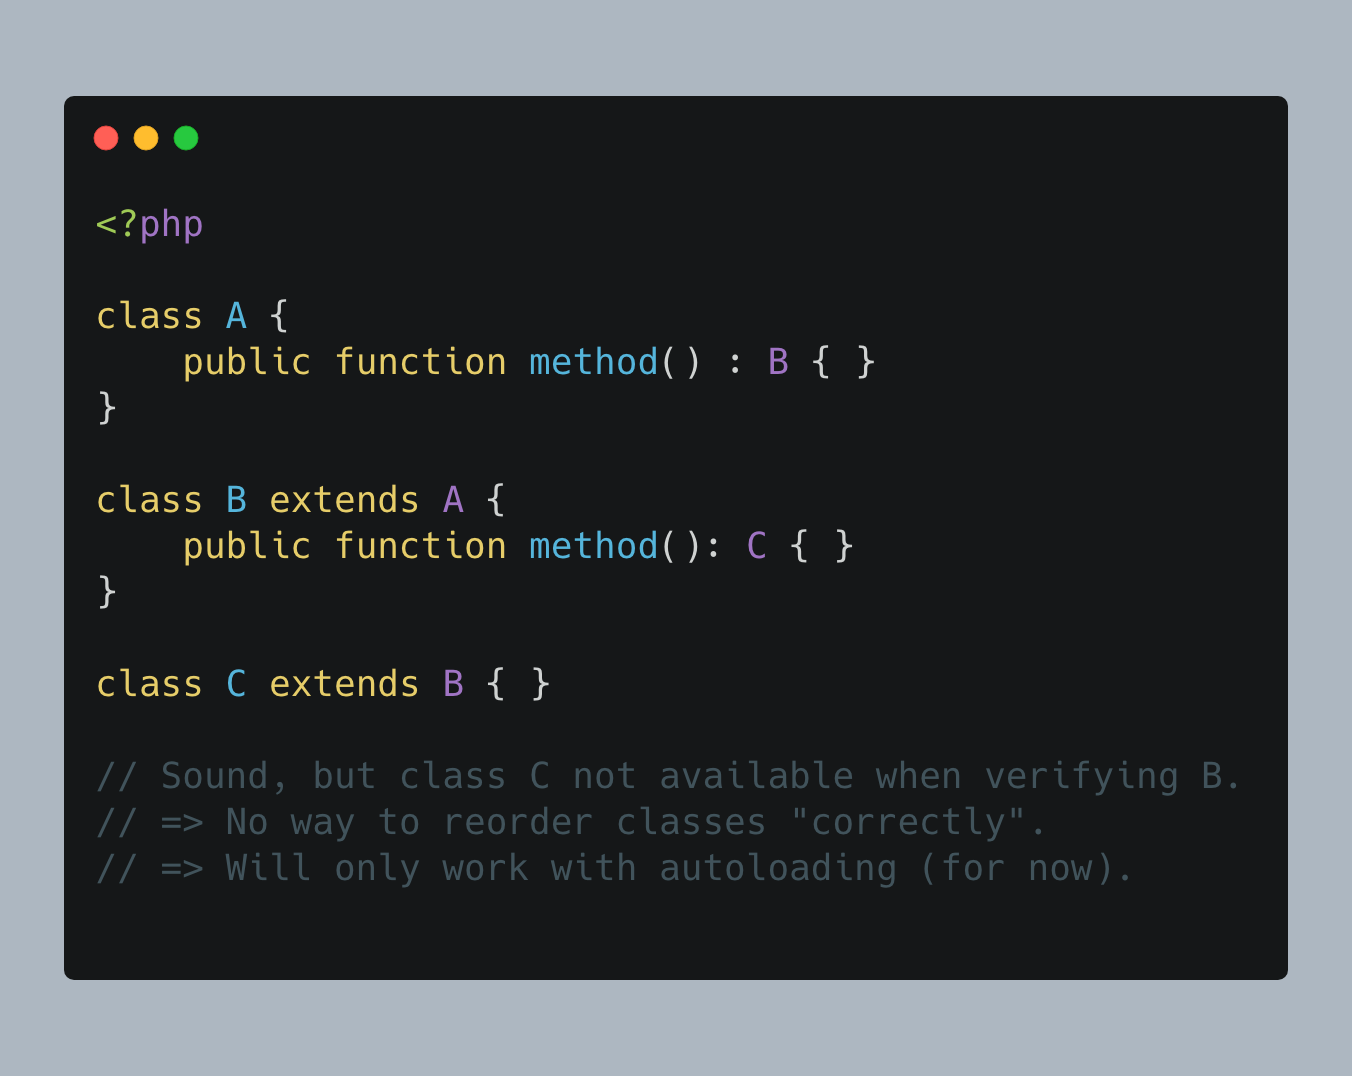 <?php
class A {
    public function method() : B { }
}
class B extends A {
    public function method(): C { }
}
class C extends B { }
// Sound, but class C not available when verifying B.
// => No way to reorder classes "correctly".
// => Will only work with autoloading (for now).